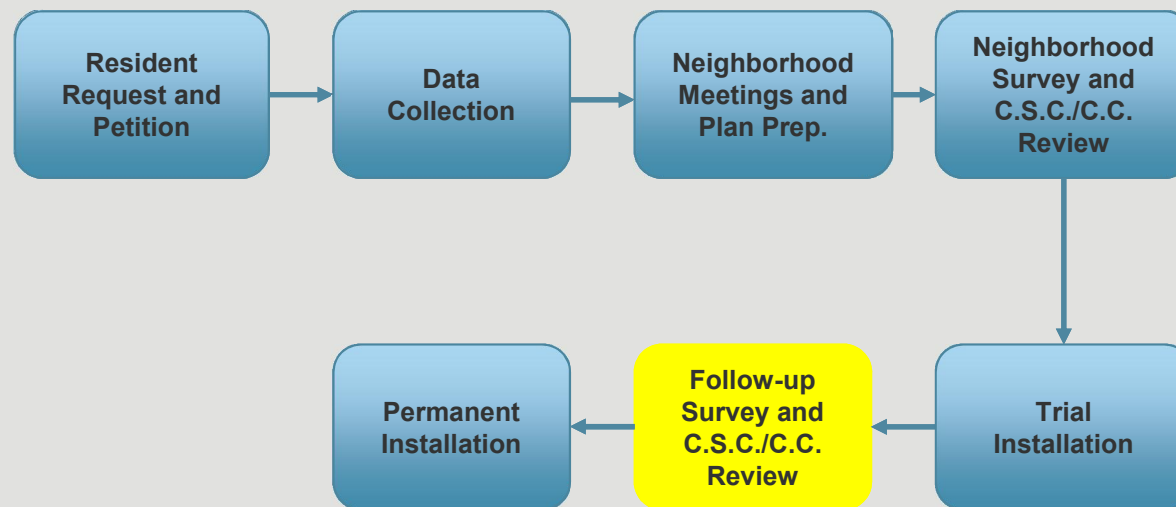 Resident
Request and
Petition
Data
Collection
Neighborhood
Meetings and
Plan Prep.
Neighborhood
Survey and
C.S.C./C.C.
Review
Trial
Installation
Follow-up
Survey and
C.S.C./C.C.
Review
Permanent
Installation